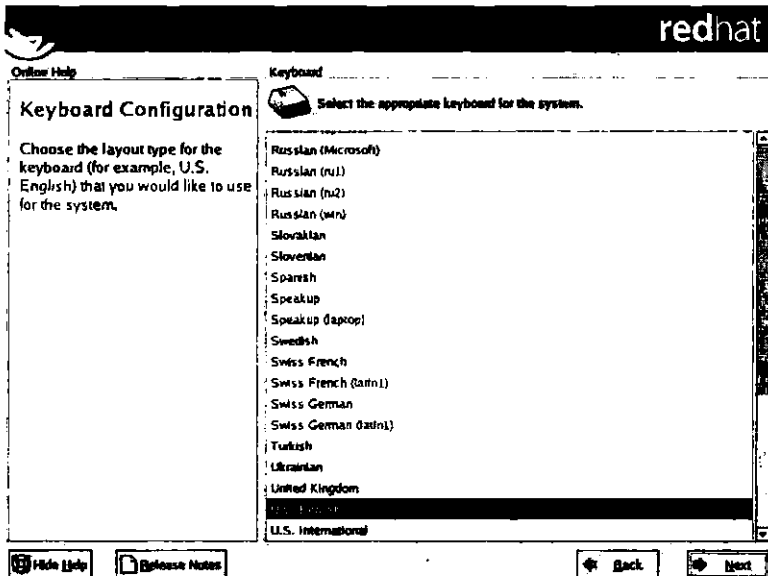 redhat
Online Help
Keyboard Configuration
Choose the layout type for the
keyboard (for example, U.S.
English) that you would like to use
for the system.
Keyboard
Select the appropriate keyboard for the system.
Russian (Microsoft)
Russian (ru1)
Russian (ru2)
Russian (win)
Slovakian
Slovenian
Spanish
Speakup
Speakup (laptop)
Swedish
Swiss French
Swiss French (latin1)
Swiss German
Swiss German (latin1)
Turkish
Ukrainian
United Kingdom
U.S. English
U.S. International
Hide Help
Release Notes
Back
Next